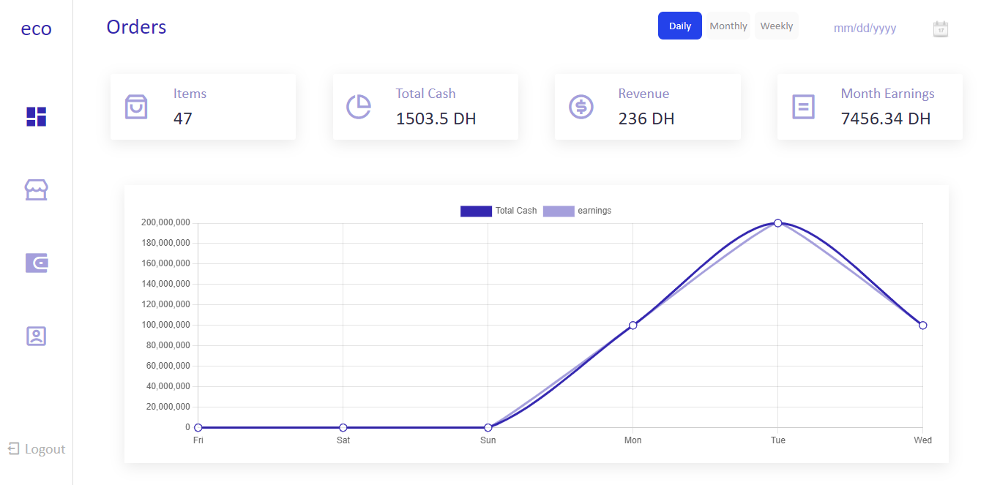 eco
Orders
Daily
Monthly
Weekly
mm/dd/yyyy
17
Items
47
Total Cash
1503.5 DH
Revenue
236 DH
Month Earnings
7456.34 DH
Total Cash
earnings
200,000,000
180,000,000
160,000,000
140,000,000
120,000,000
100,000,000
80,000,000
60,000,000
40,000,000
20,000,000
0
Fri Sat Sun Mon Tue Wed
Logout